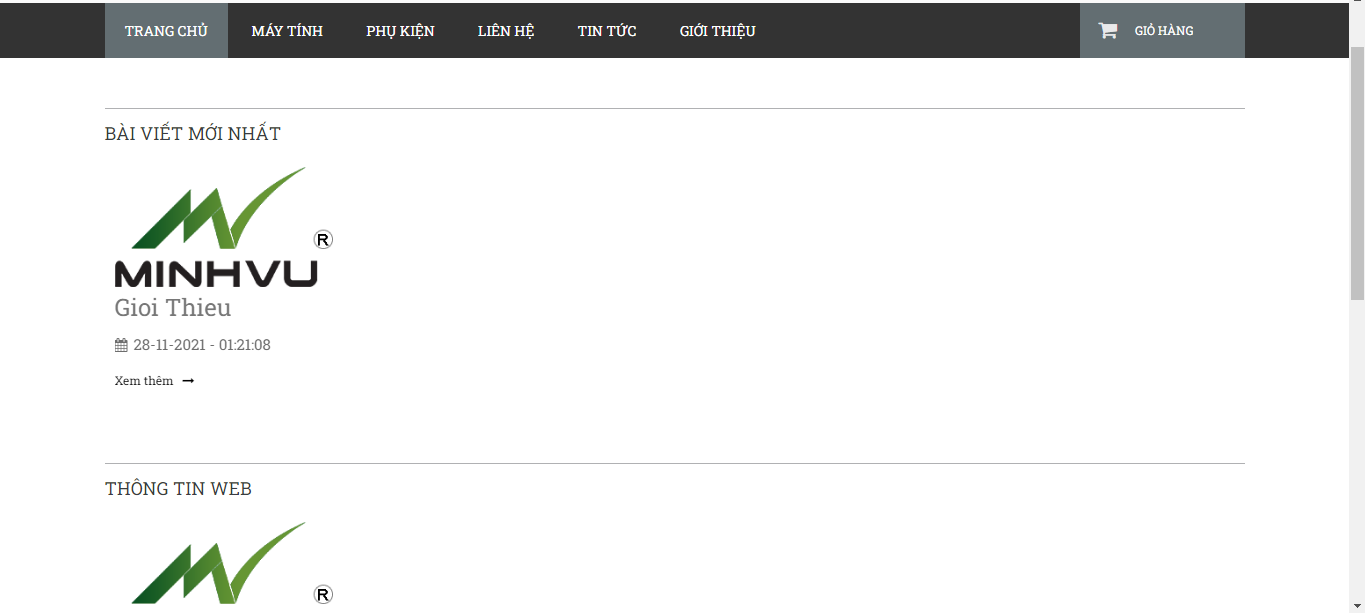 TRANG CHỦ MÁY TÍNH PHỤ KIỆN LIÊN HỆ TIN TỨC GIỚI THIỆU GIỎ HÀNG
BÀI VIẾT MỚI NHẤT
®
MINHVU
Gioi Thieu
28-11-2021 - 01:21:08
Xem thêm →
THÔNG TIN WEB
®